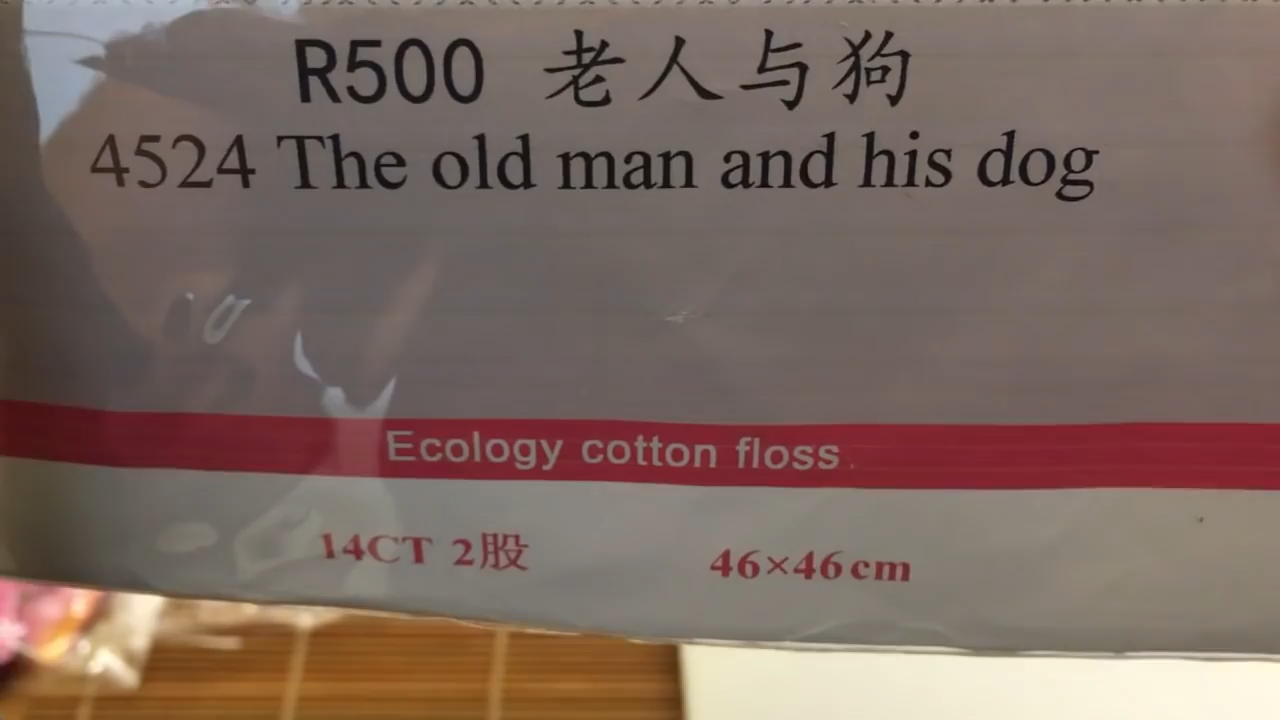 R500 老人与狗
4524 The old man and his dog
Ecology cotton floss
14CT 2股 46×46cm